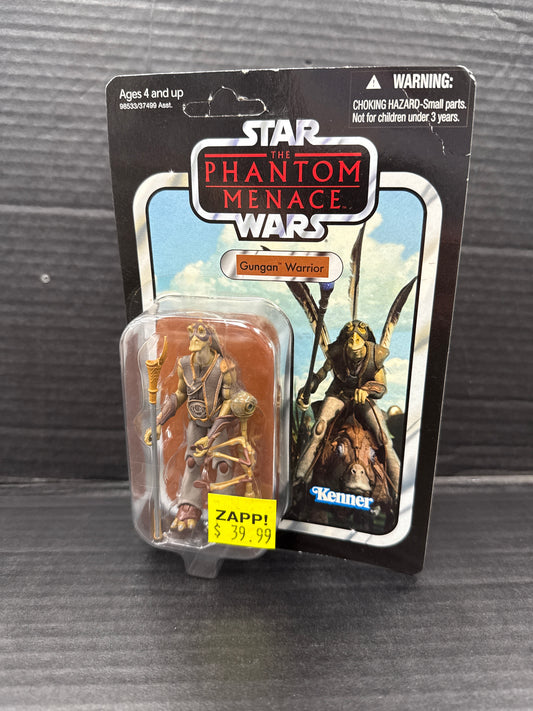 Ages 4 and up
98533/37499 Asst.
WARNING:
CHOKING HAZARD-Small parts.
Not for children under 3 years.
STAR
THE
PHANTOM
MENACE
WARS
Gungan™ Warrior
Kenner
ZAPP!
$ 39.99